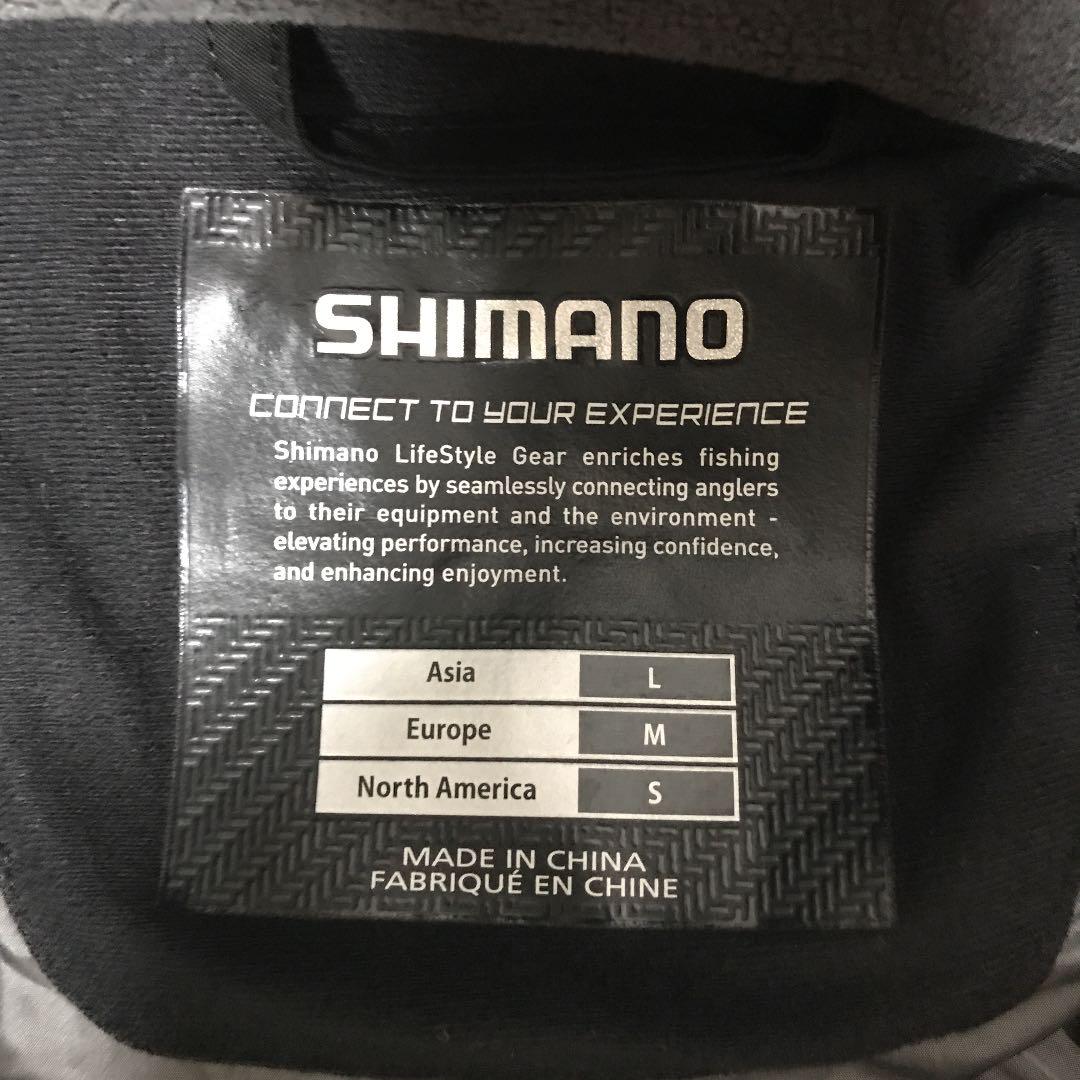 SHIMANO
CONNECT TO YOUR EXPERIENCE
Shimano LifeStyle Gear enriches fishing
experiences by seamlessly connecting anglers
to their equipment and the environment -
elevating performance, increasing confidence,
and enhancing enjoyment.
Asia L
Europe M
North America S
MADE IN CHINA
FABRIQUÉ EN CHINE